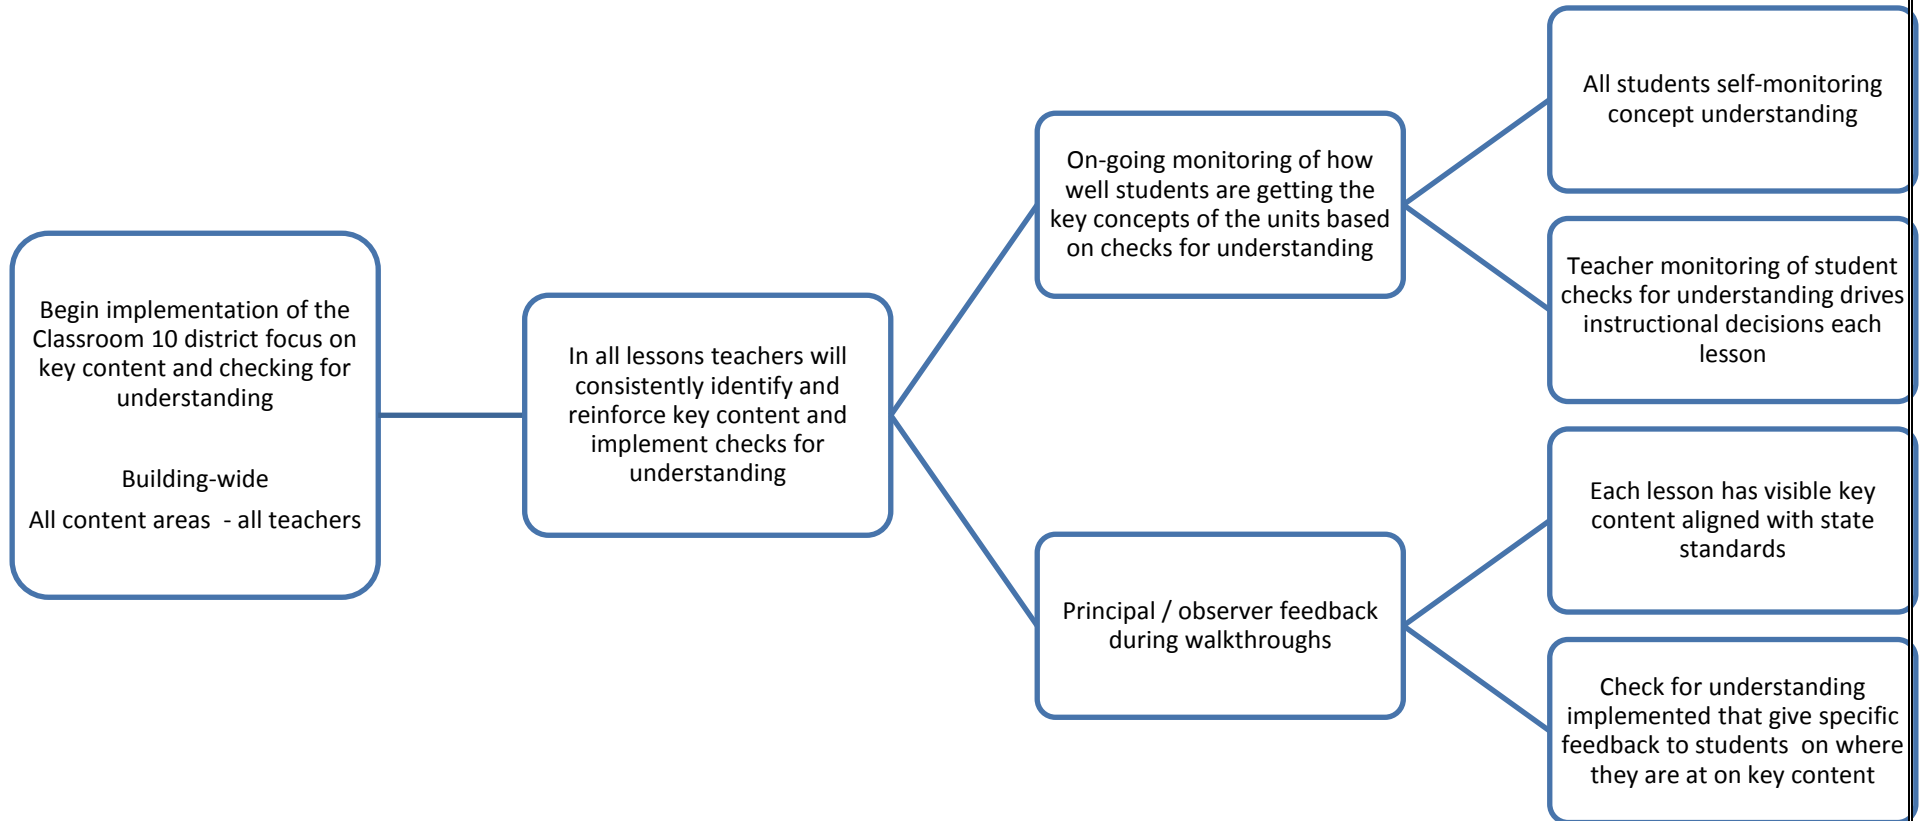 Begin implementation of the
Classroom 10 district focus on
key content and checking for
understanding
Building-wide
All content areas  - all teachers
In all lessons teachers will
consistently identify and
reinforce key content and
implement checks for
understanding
On-going monitoring of how
well students are getting the
key concepts of the units based
on checks for understanding
All students self-monitoring
concept understanding
Teacher monitoring of student
checks for understanding drives
instructional decisions each
lesson
Principal / observer feedback
during walkthroughs
Each lesson has visible key
content aligned with state
standards
Check for understanding
implemented that give specific
feedback to students  on where
they are at on key content